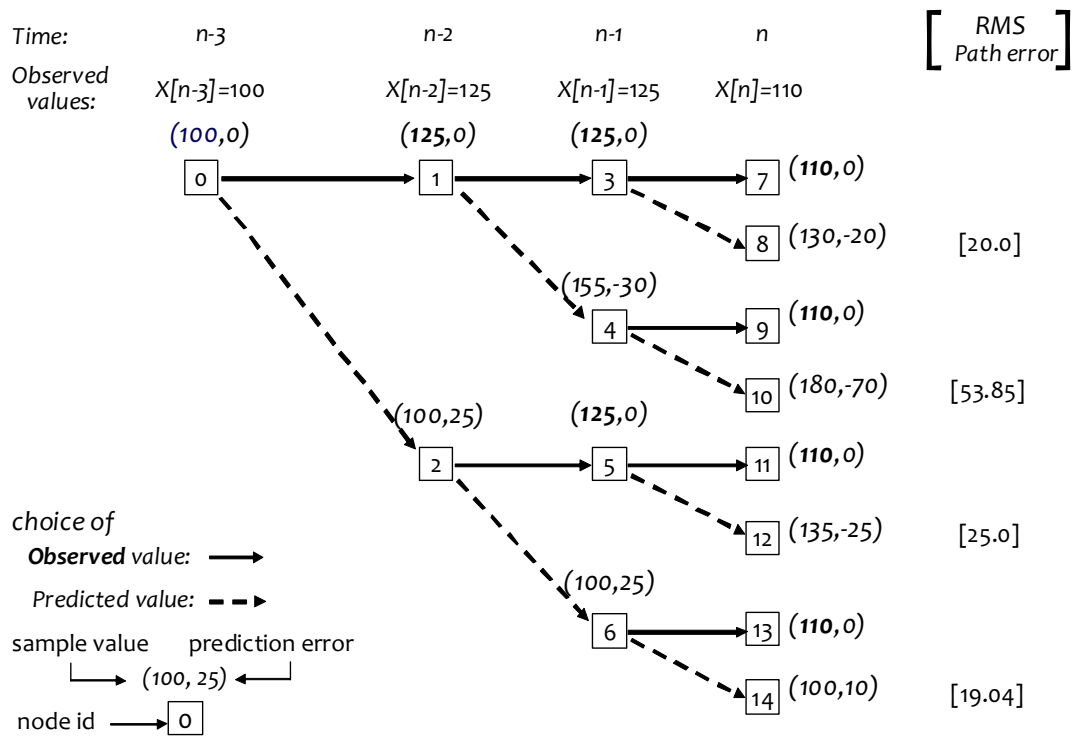 Time: n-3 n-2 n-1 n
RMS
Path error
Observed
values:
X[n-3]=100 X[n-2]=125 X[n-1]=125 X[n]=110
(100,0) (125,0) (125,0)
0 1 3 7 (110,0)
8 (130,-20) [20.0]
(155,-30)
4 9 (110,0)
10 (180,-70) [53.85]
(100,25) (125,0)
2 5 11 (110,0)
12 (135,-25) [25.0]
(100,25)
6 13 (110,0)
14 (100,10) [19.04]
choice of
Observed value:
Predicted value:
sample value prediction error
(100, 25)
node id 0